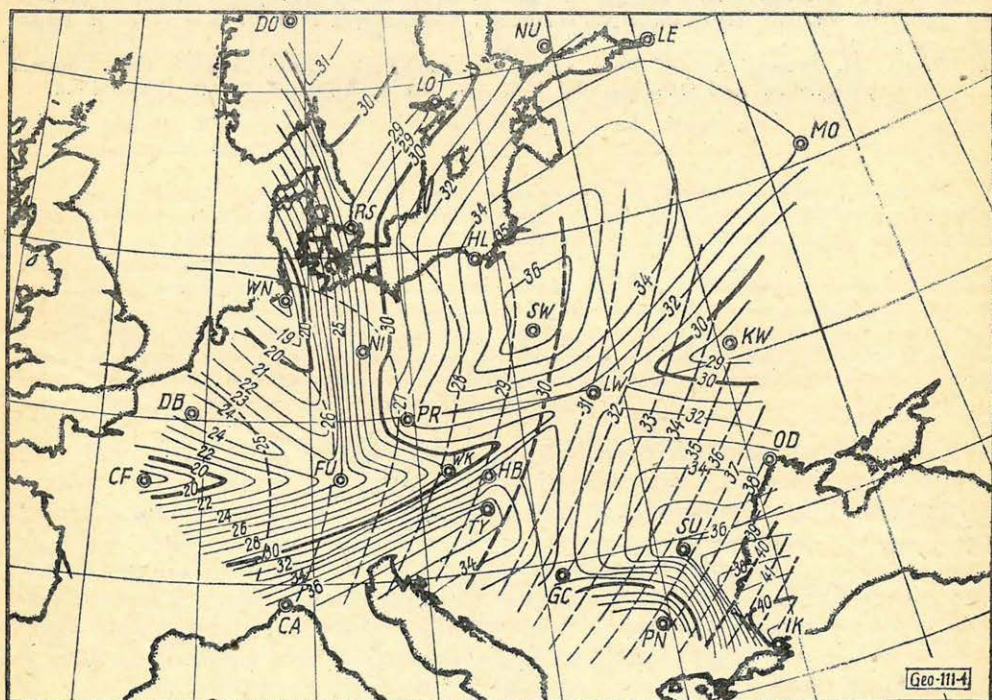 DO
NU
LE
31
30
LO
29
29
30
MO
32
34
RS
35
HL
36
WN
SW
34
32
19
20
20
25
NI
30
30
KW
29
30
21
22
23
24
DB
26
27
PR
28
29
30
31
LW
32
33
34
35
36
37
32
24
25
OD
34
38
CF
20
20
22
FU
WK
HB
24
TY
26
28
30
32
34
36
34
SU
36
39
40
38
41
40
GC
CA
PN
IK
Geo-111-4